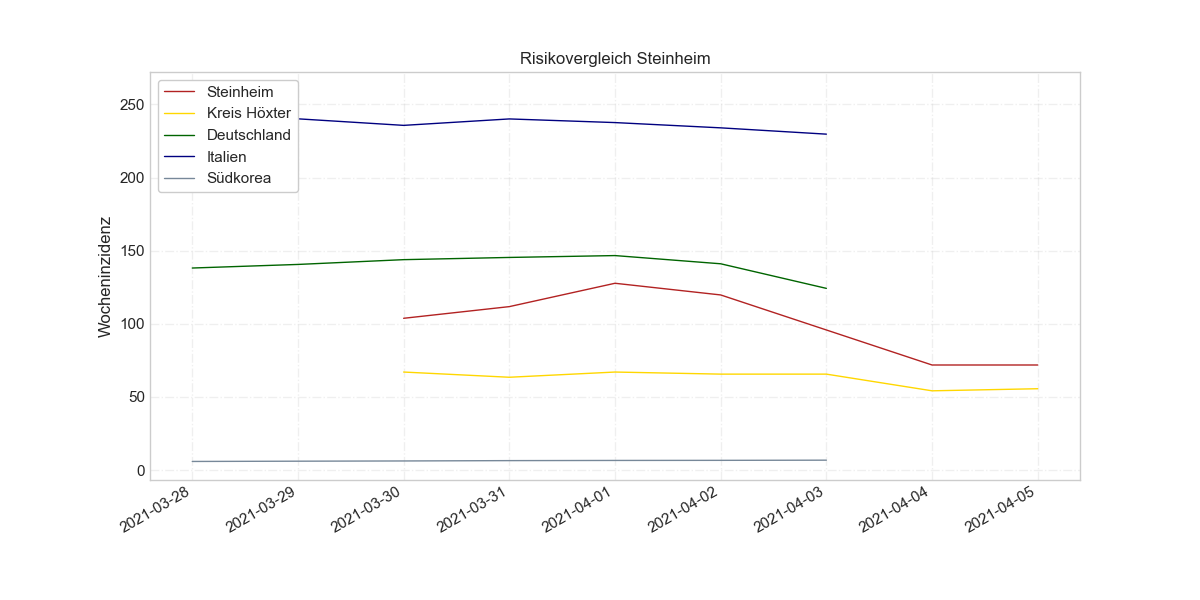 Risikovergleich Steinheim
Steinheim
Kreis Höxter
Deutschland
Italien
Südkorea
Wocheninzidenz
250
200
150
100
50
0
2021-03-28
2021-03-29
2021-03-30
2021-03-31
2021-04-01
2021-04-02
2021-04-03
2021-04-04
2021-04-05